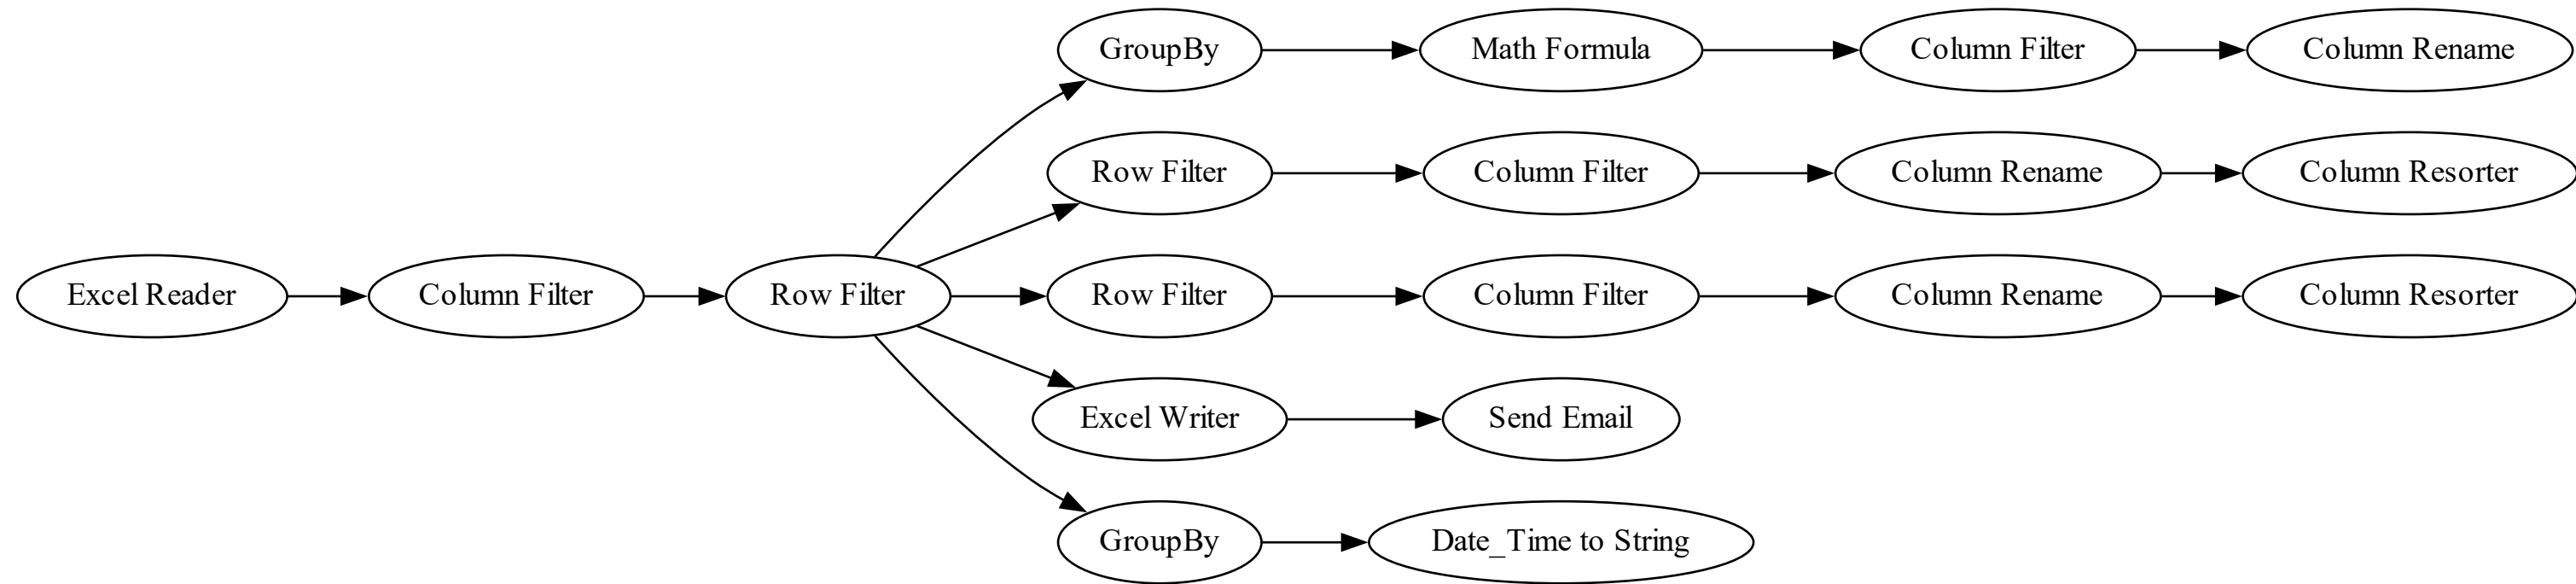 GroupBy
Math Formula
Column Filter
Column Rename
Row Filter
Column Filter
Column Rename
Column Resorter
Excel Reader
Column Filter
Row Filter
Row Filter
Column Filter
Column Rename
Column Resorter
Excel Writer
Send Email
GroupBy
Date_Time to String